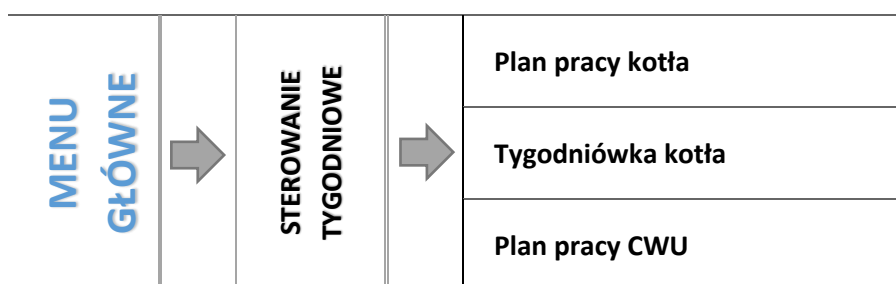 MENU
GŁÓWNE
STEROWANIE
TYGODNIOWE
Plan pracy kotła
Tygodniówka kotła
Plan pracy CWU